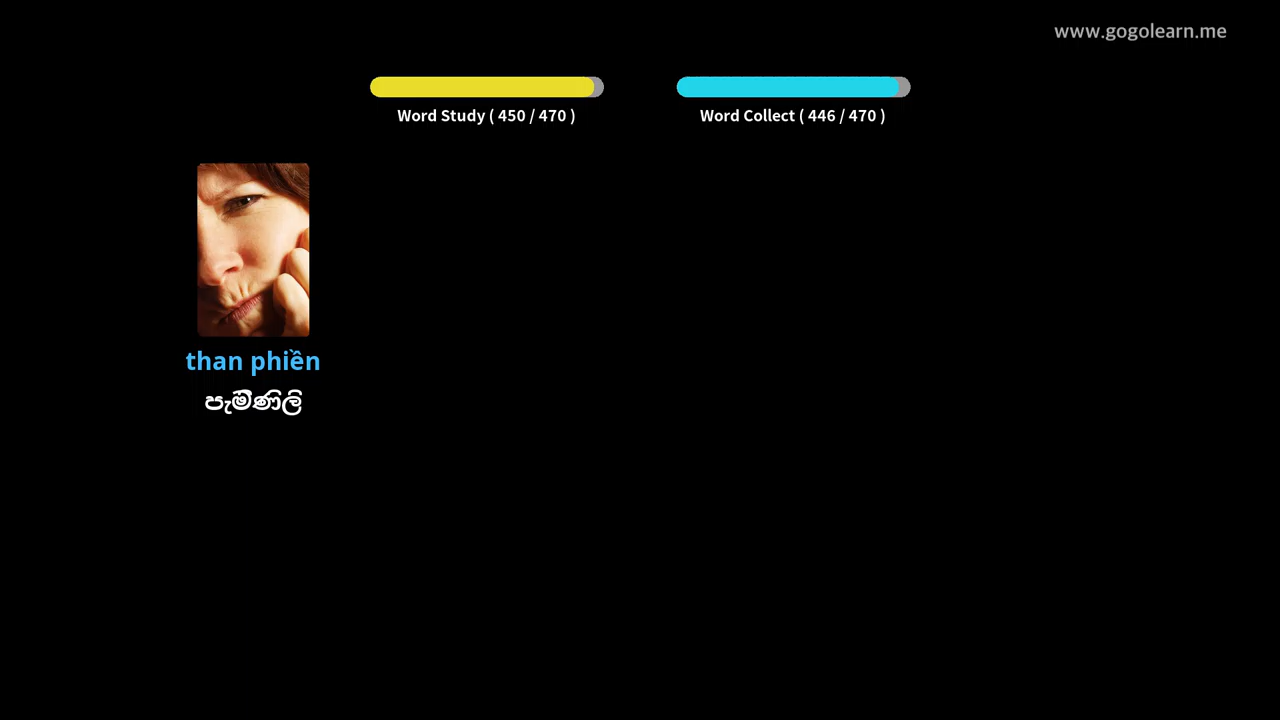 www.gogolearn.me
Word Study ( 450 / 470 )
Word Collect ( 446 / 470 )
than phiền
පැමිණිලි